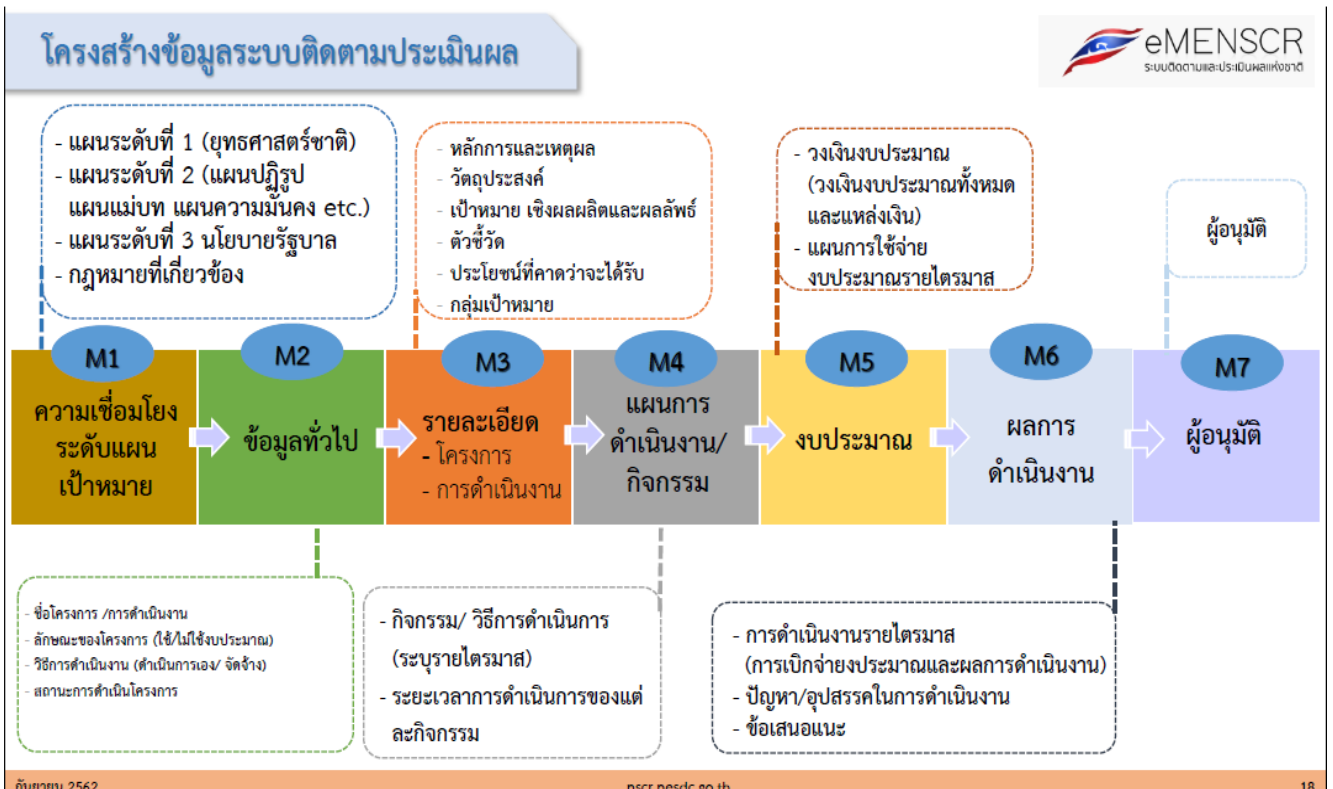 โครงสร้างข้อมูลระบบติดตามประเมินผล
eMENSCR
ระบบติดตามและประเมินผลแห่งชาติ
- แผนระดับที่ 1 (ยุทธศาสตร์ชาติ)
- แผนระดับที่ 2 (แผนปฏิรูป
แผนแม่บท แผนความมั่นคง etc.)
- แผนระดับที่ 3 นโยบายรัฐบาล
- กฎหมายที่เกี่ยวข้อง
- หลักการและเหตุผล
- วัตถุประสงค์
- เป้าหมาย เชิงผลผลิตและผลลัพธ์
- ตัวชี้วัด
- ประโยชน์ที่คาดว่าจะได้รับ
- กลุ่มเป้าหมาย
- วงเงินงบประมาณ
(วงเงินงบประมาณทั้งหมด
และแหล่งเงิน)
- แผนการใช้จ่าย
งบประมาณรายไตรมาส
ผู้อนุมัติ
M1
ความเชื่อมโยง
ระดับแผน
เป้าหมาย
M2
ข้อมูลทั่วไป
M3
รายละเอียด
- โครงการ
- การดำเนินงาน
M4
แผนการ
ดำเนินงาน/
กิจกรรม
M5
งบประมาณ
M6
ผลการ
ดำเนินงาน
M7
ผู้อนุมัติ
- ชื่อโครงการ /การดำเนินงาน
- ลักษณะของโครงการ (ใช้/ไม่ใช้งบประมาณ)
- วิธีการดำเนินงาน (ดำเนินการเอง/ จัดจ้าง)
- สถานะการดำเนินโครงการ
- กิจกรรม/ วิธีการดำเนินการ
(ระบุรายไตรมาส)
- ระยะเวลาการดำเนินการของแต่
ละกิจกรรม
- การดำเนินงานรายไตรมาส
(การเบิกจ่ายงประมาณและผลการดำเนินงาน)
- ปัญหา/อุปสรรคในการดำเนินงาน
- ข้อเสนอแนะ
กันยายน 2562
nscr.nesdc.go.th
18